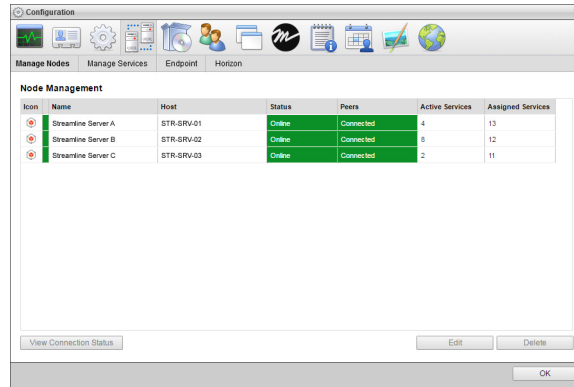 Configuration
Manage Nodes Manage Services Endpoint Horizon
Node Management
Icon Name Host Status Peers Active Services Assigned Services
Streamline Server A STR-SRV-01 Online Connected 4 13
Streamline Server B STR-SRV-02 Online Connected 8 12
Streamline Server C STR-SRV-03 Online Connected 2 11
View Connection Status Edit Delete
OK